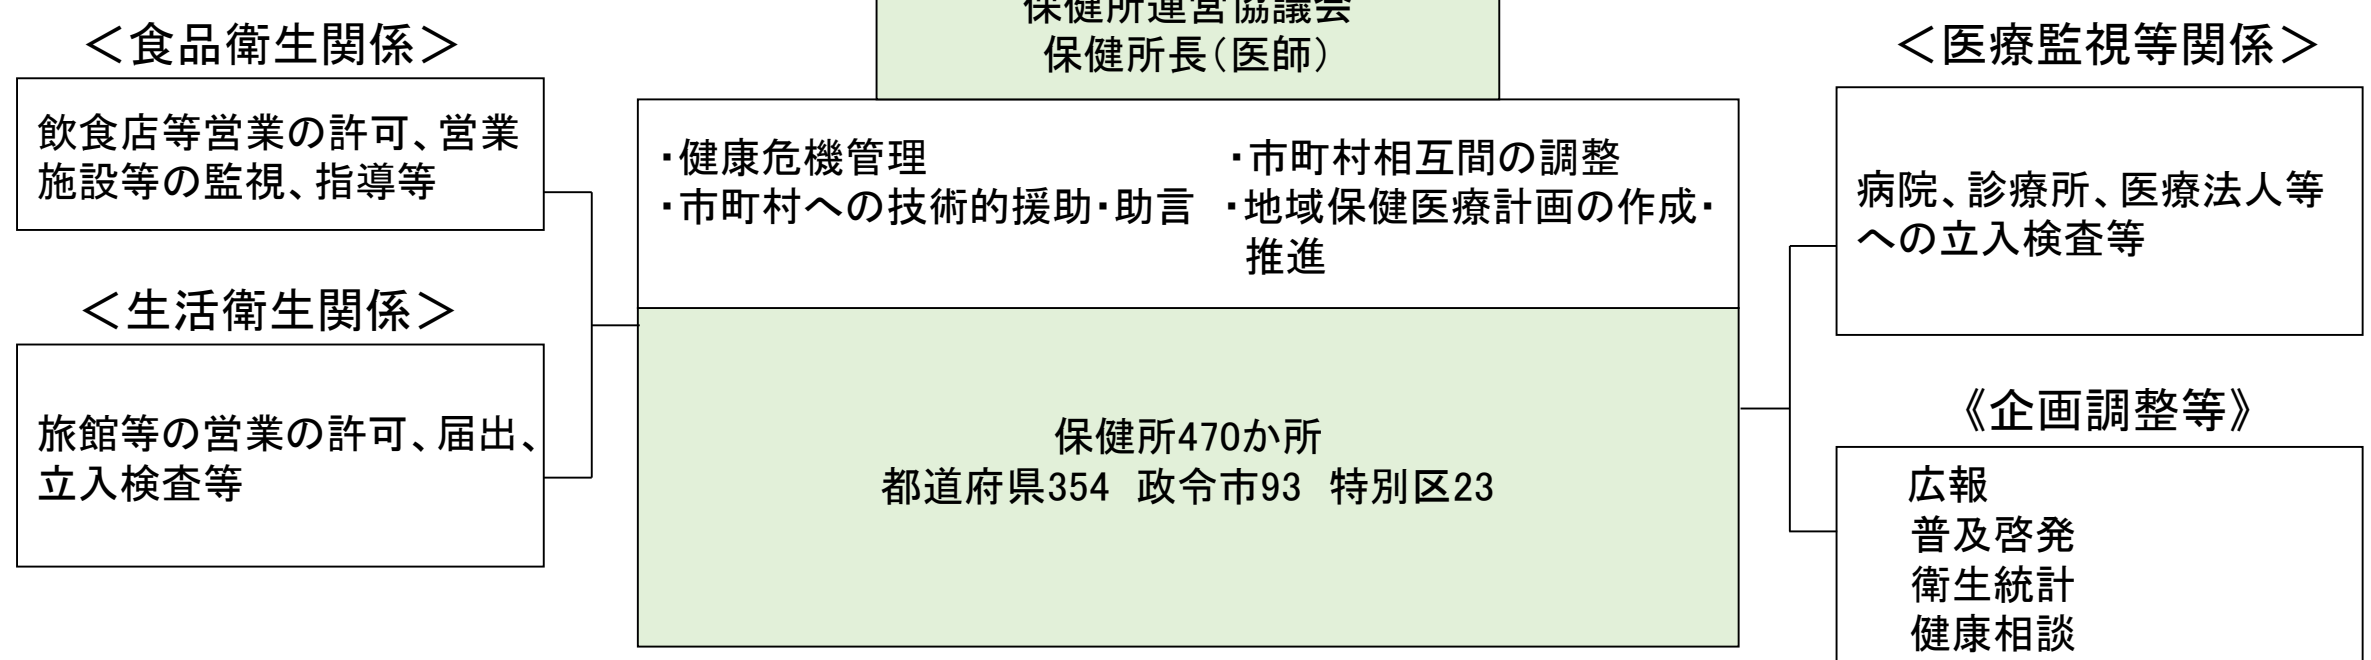 保健所運営協議会
保健所長（医師）
＜食品衛生関係＞
飲食店等営業の許可、営業
施設等の監視、指導等
＜生活衛生関係＞
旅館等の営業の許可、届出、
立入検査等
・健康危機管理
・市町村への技術的援助・助言
・市町村相互間の調整
・地域保健医療計画の作成・
推進
保健所470か所
都道府県354 政令市93 特別区23
＜医療監視等関係＞
病院、診療所、医療法人等
への立入検査等
《企画調整等》
広報
普及啓発
衛生統計
健康相談